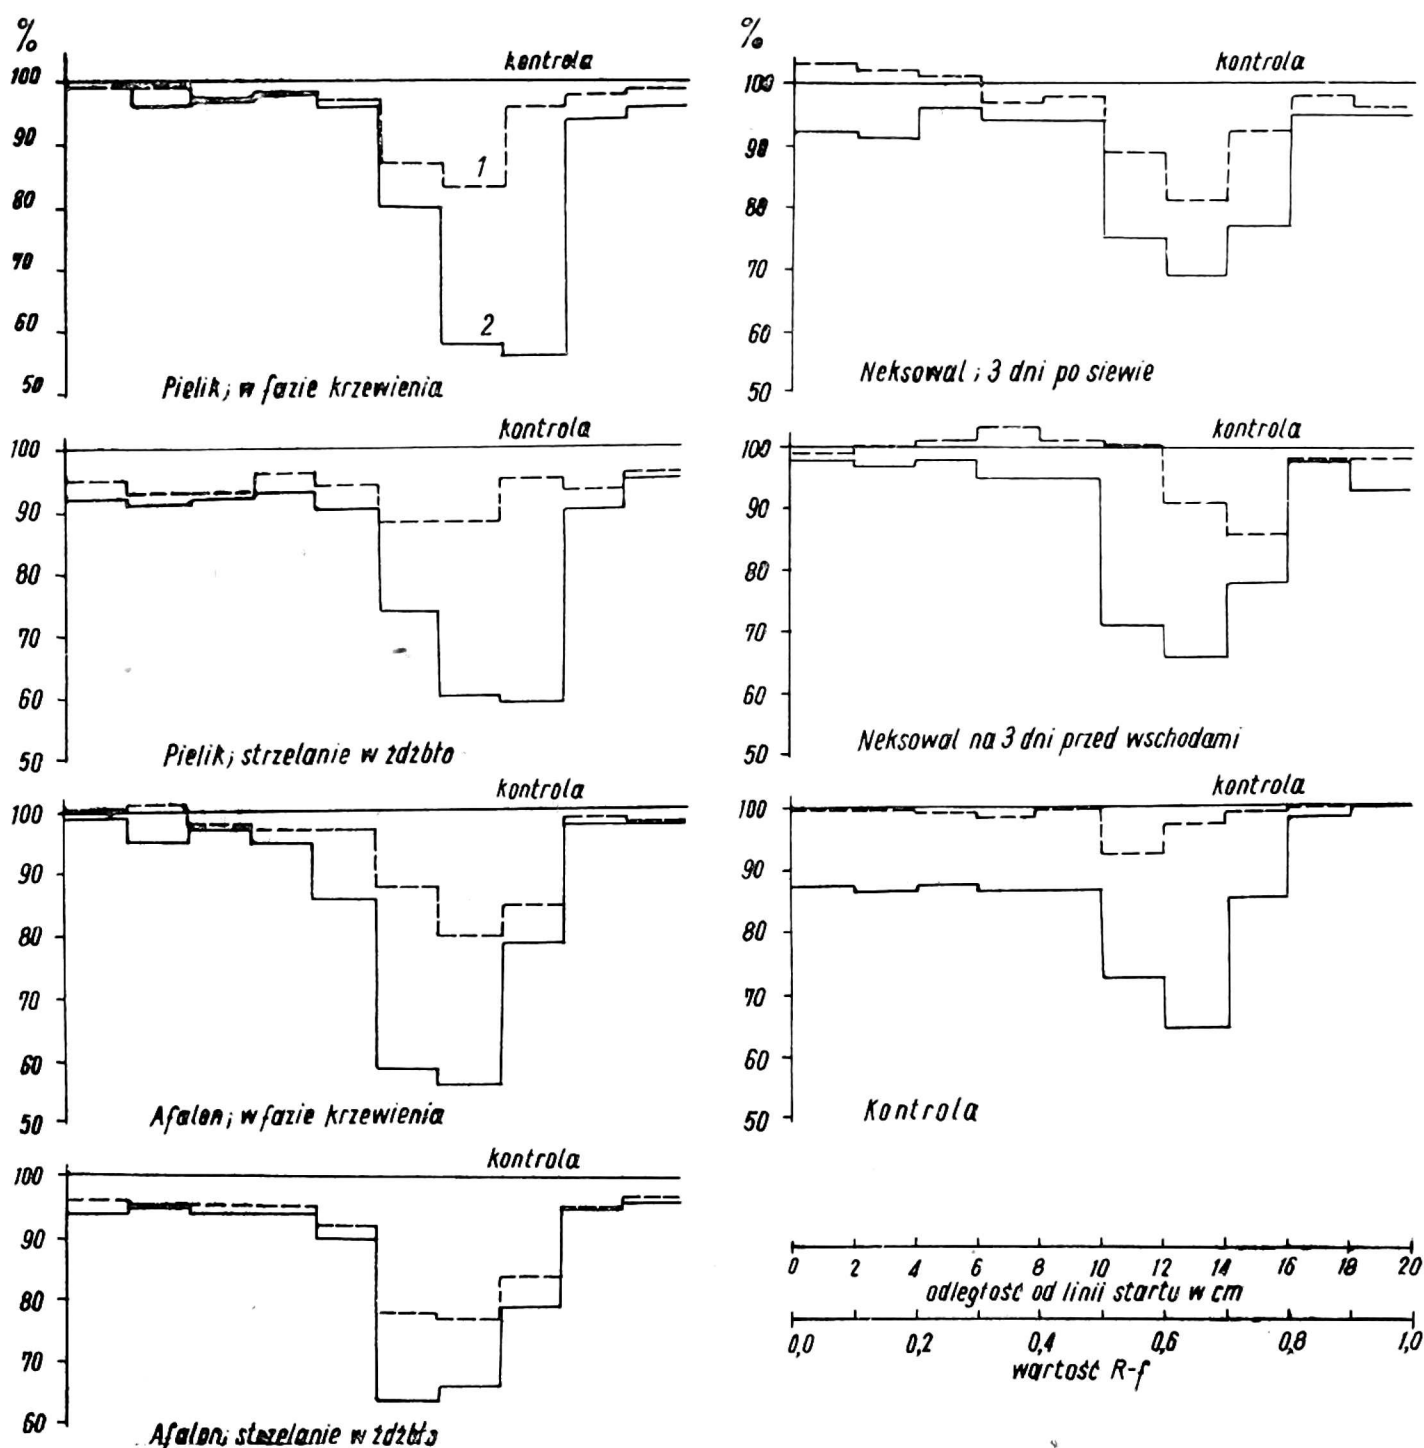 %
kontrola
100
90
80
70
60
50
1
2
Pielik; w fazie krzewienia
kontrola
100
90
80
70
60
50
Pielik; strzelanie w żdźbło
kontrola
100
90
80
70
60
50
Afalon; w fazie krzewienia
kontrola
100
90
80
70
60
Afalon; strzelanie w żdźbło
%
kontrola
100
90
80
70
60
50
Neksowal; 3 dni po siewie
kontrola
100
90
80
70
60
50
Neksowal na 3 dni przed wschodami
kontrola
100
90
80
70
60
50
Kontrola
0 2 4 6 8 10 12 14 16 18 20
odległość od linii startu w cm
0,0 0,2 0,4 0,6 0,8 1,0
wartość R-f